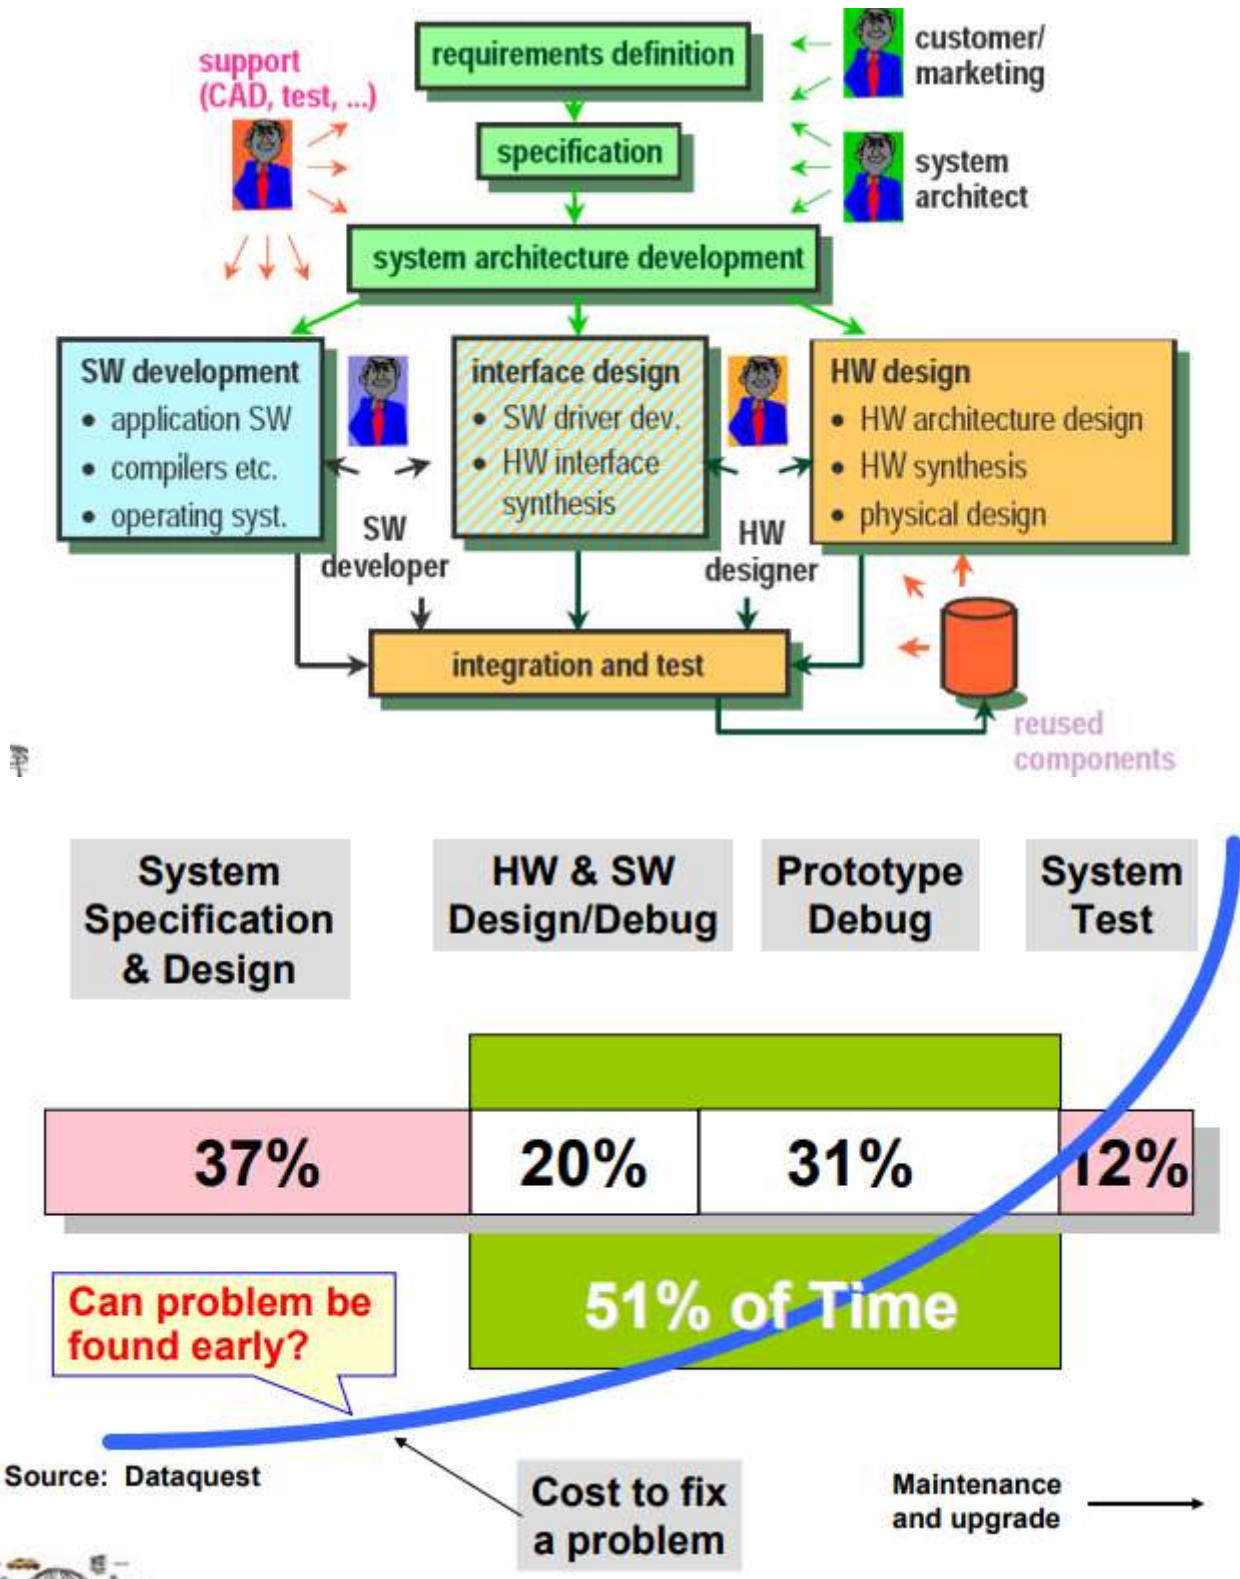 requirements definition
customer/
marketing
support
(CAD, test, ...)
specification
system
architect
system architecture development
SW development
• application SW
• compilers etc.
• operating syst.
interface design
• SW driver dev.
• HW interface
synthesis
HW design
• HW architecture design
• HW synthesis
• physical design
SW
developer
HW
designer
integration and test
reused
components
System
Specification
& Design
HW & SW
Design/Debug
Prototype
Debug
System
Test
37%
20%
31%
12%
51% of Time
Can problem be
found early?
Source: Dataquest
Cost to fix
a problem
Maintenance
and upgrade